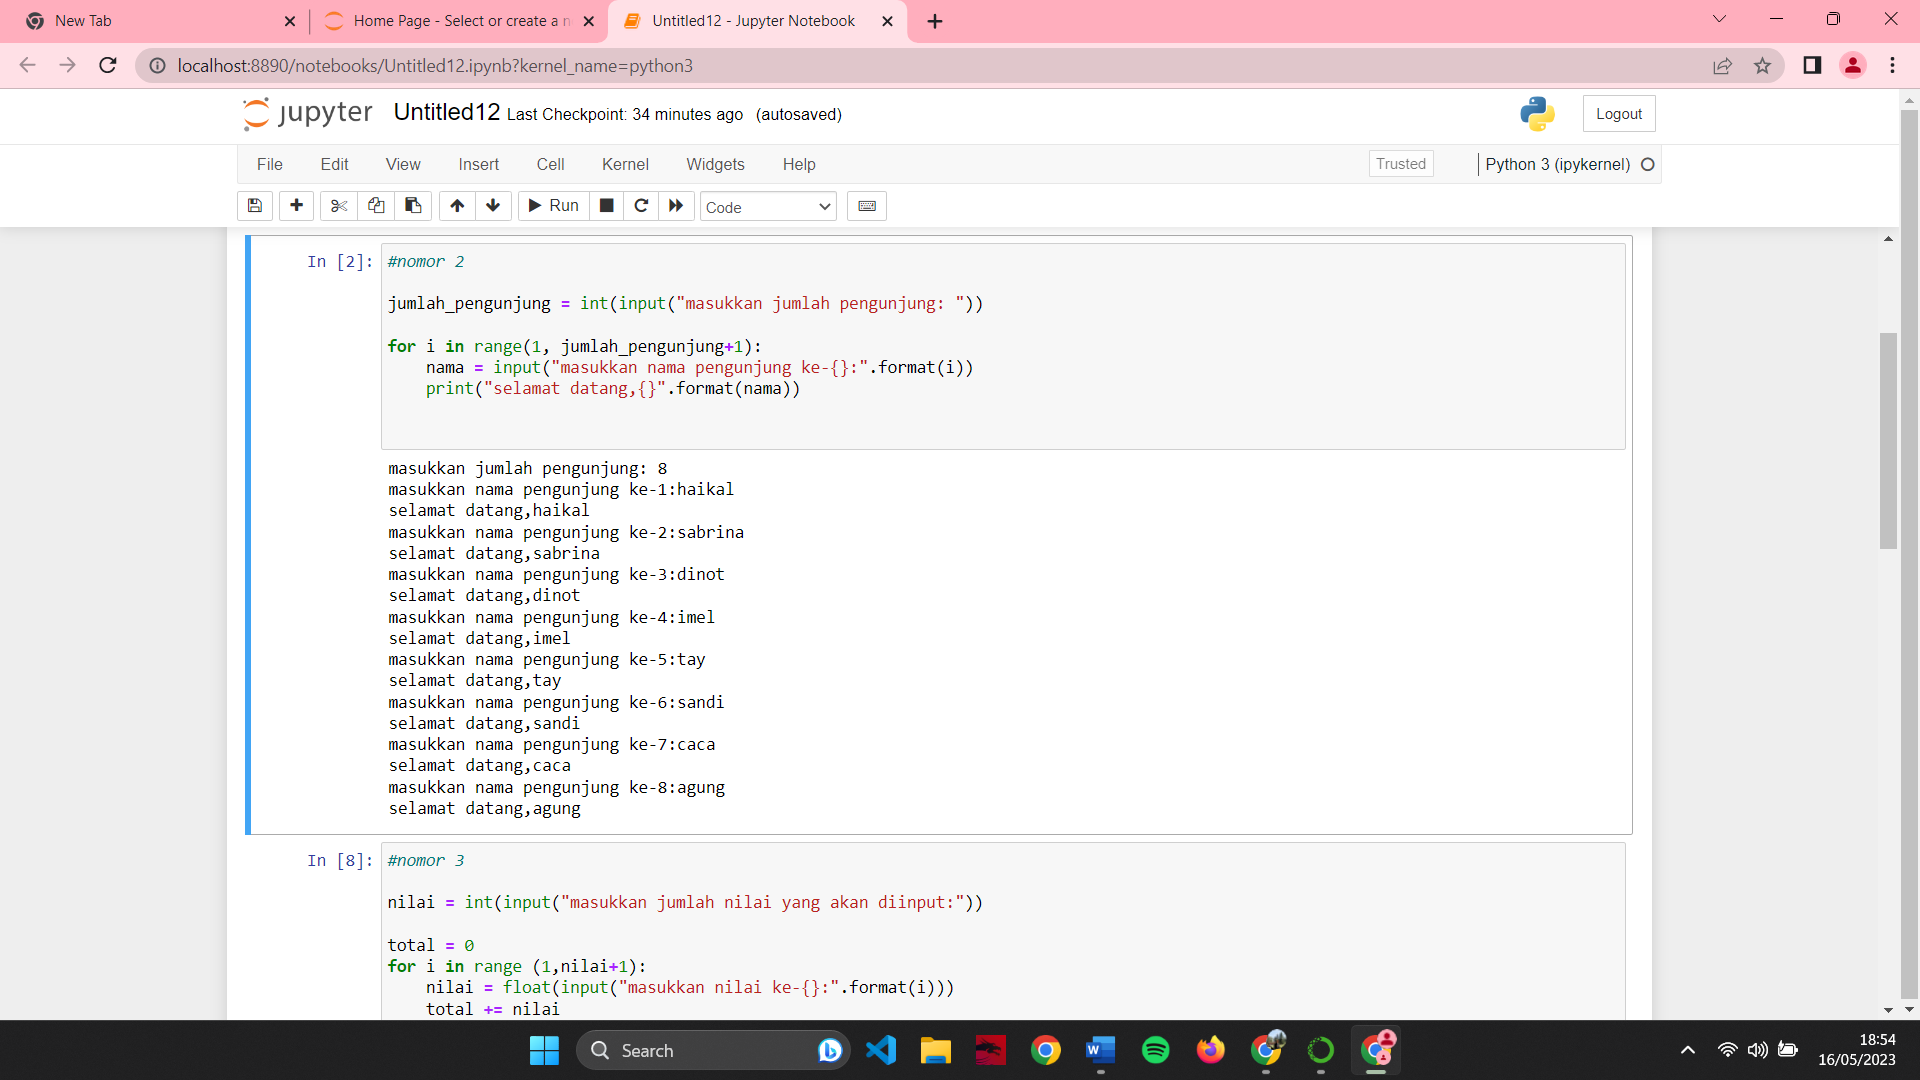 New Tab
Home Page - Select or create a n
Untitled12 - Jupyter Notebook
localhost:8890/notebooks/Untitled12.ipynb?kernel_name=python3
jupyter Untitled12 Last Checkpoint: 34 minutes ago (autosaved)
Logout
File Edit View Insert Cell Kernel Widgets Help
Trusted
Python 3 (ipykernel)
Run
Code
In [2]:
#nomor 2
jumlah_pengunjung = int(input("masukkan jumlah pengunjung: "))
for i in range(1, jumlah_pengunjung+1):
    nama = input("masukkan nama pengunjung ke-{}:".format(i))
    print("selamat datang,{}".format(nama))
masukkan jumlah pengunjung: 8
masukkan nama pengunjung ke-1:haikal
selamat datang,haikal
masukkan nama pengunjung ke-2:sabrina
selamat datang,sabrina
masukkan nama pengunjung ke-3:dinot
selamat datang,dinot
masukkan nama pengunjung ke-4:imel
selamat datang,imel
masukkan nama pengunjung ke-5:tay
selamat datang,tay
masukkan nama pengunjung ke-6:sandi
selamat datang,sandi
masukkan nama pengunjung ke-7:caca
selamat datang,caca
masukkan nama pengunjung ke-8:agung
selamat datang,agung
In [8]:
#nomor 3
nilai = int(input("masukkan jumlah nilai yang akan diinput:"))
total = 0
for i in range (1,nilai+1):
    nilai = float(input("masukkan nilai ke-{}:".format(i)))
    total += nilai
Search
18:54
16/05/2023